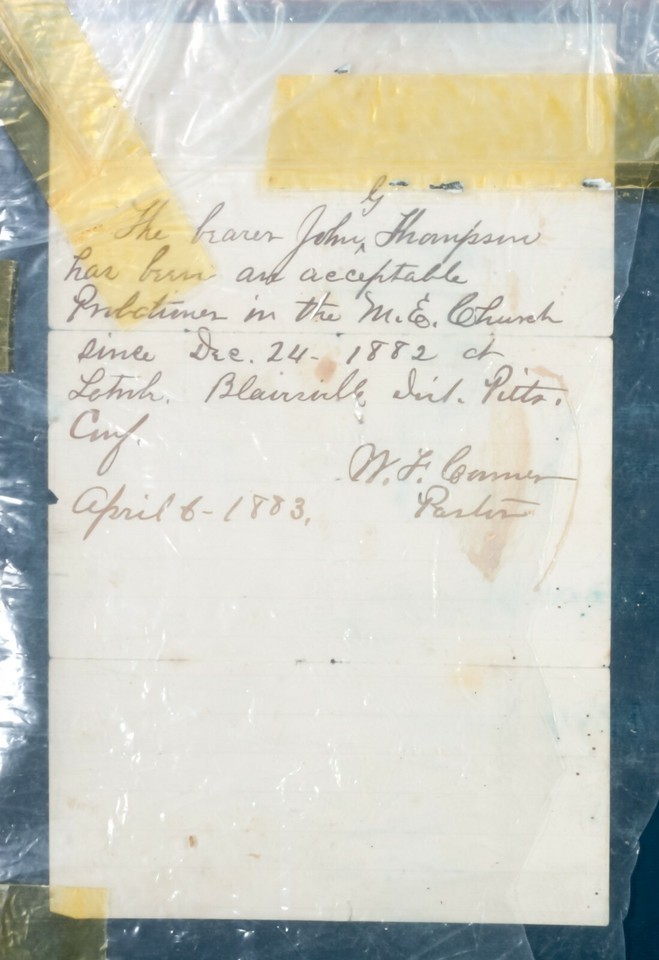 The bearer John G Thompson
has been an acceptable
Probationer in the M.E. Church
since Dec. 24 - 1882 at
Blairsville Dist. Pitts.
Conf.
W. F. Conner
April 6 - 1883. Pastor